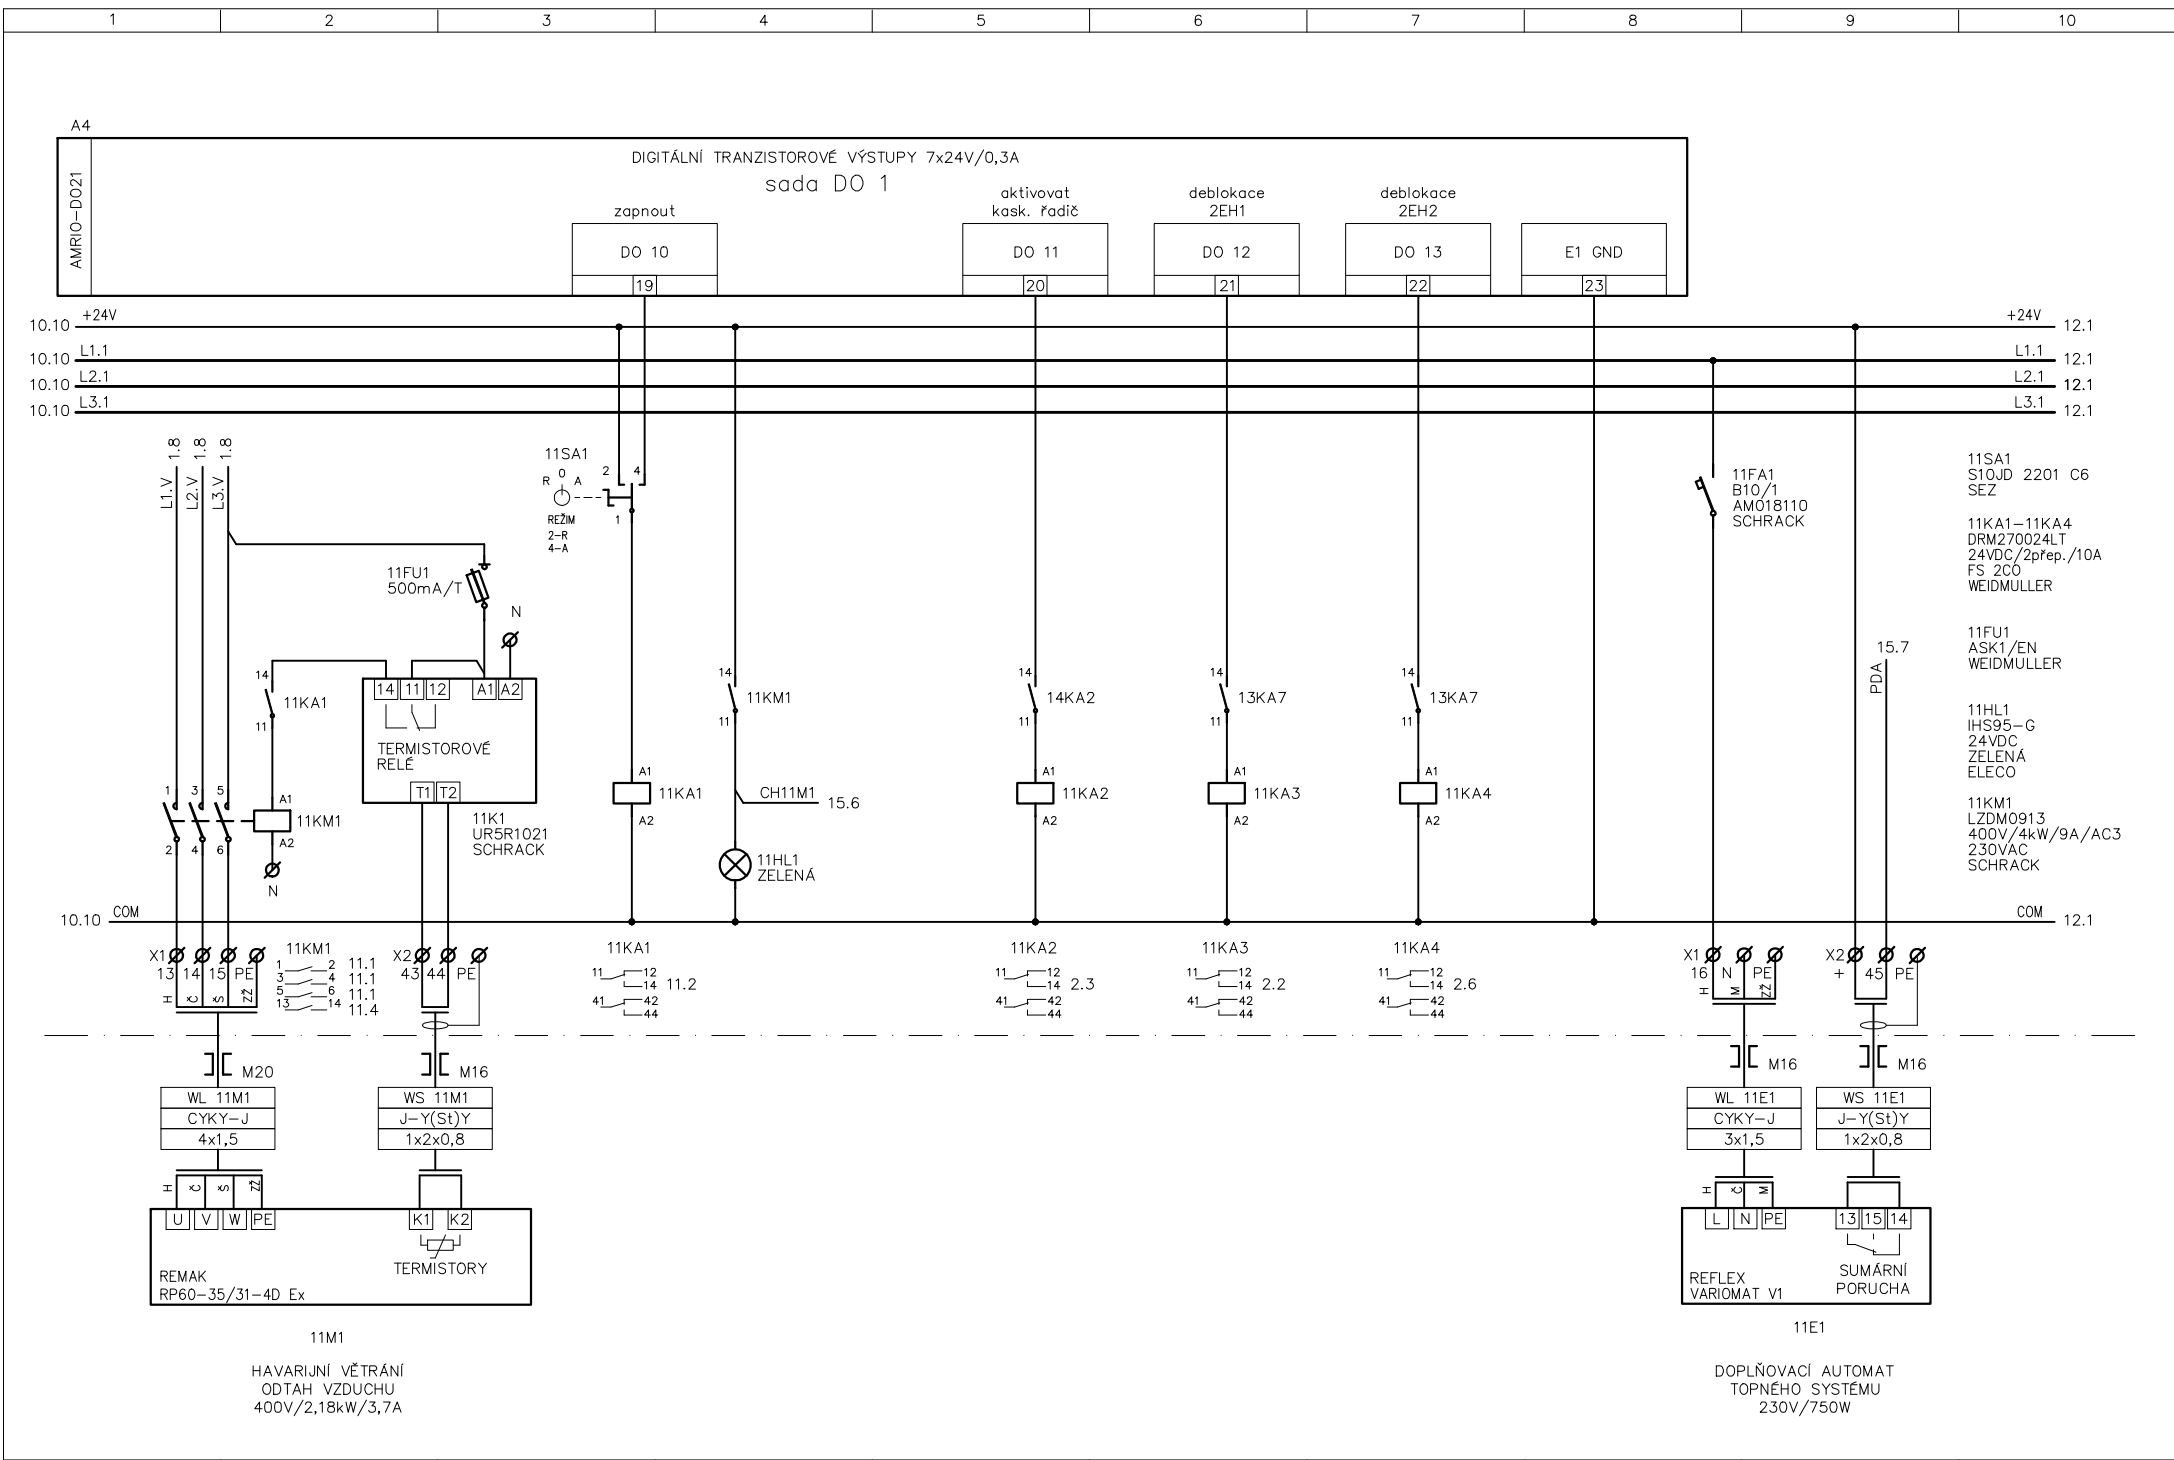 1 2 3 4 5 6 7 8 9 10
A4
AMRIO-DO21
DIGITÁLNÍ TRANZISTOROVÉ VÝSTUPY 7x24V/0,3A
sada DO 1
zapnout
DO 10
19
aktivovat
kask. řadič
DO 11
20
deblokace
2EH1
DO 12
21
deblokace
2EH2
DO 13
22
E1 GND
23
10.10 +24V +24V 12.1
10.10 L1.1 L1.1 12.1
10.10 L2.1 L2.1 12.1
10.10 L3.1 L3.1 12.1
L1.V 1.8
L2.V 1.8
L3.V 1.8
11FU1
500mA/T
N
14
11KA1
11
14 11 12 A1 A2
TERMISTOROVÉ
RELÉ
T1 T2
11K1
UR5R1021
SCHRACK
1 3 5
2 4 6
A1
11KM1
A2
N
11SA1
R 0 A
REŽIM
2-R
4-A
2 4
1
A1
11KA1
A2
14
11KM1
11
CH11M1 15.6
11HL1
ZELENÁ
14
14KA2
11
A1
11KA2
A2
14
13KA7
11
A1
11KA3
A2
14
13KA7
11
A1
11KA4
A2
11FA1
B10/1
AM018110
SCHRACK
15.7
PDA
11SA1
S10JD 2201 C6
SEZ
11KA1-11KA4
DRM270024LT
24VDC/2přep./10A
FS 2CO
WEIDMULLER
11FU1
ASK1/EN
WEIDMULLER
11HL1
IHS95-G
24VDC
ZELENÁ
ELECO
11KM1
LZDM0913
400V/4kW/9A/AC3
230VAC
SCHRACK
10.10 COM COM 12.1
X1
13 14 15 PE
H Č Š ZŽ
11KM1
1 2 11.1
3 4 11.1
5 6 11.1
13 14 11.4
X2
43 44 PE
11KA1
11 12
14 11.2
41 42
44
11KA2
11 12
14 2.3
41 42
44
11KA3
11 12
14 2.2
41 42
44
11KA4
11 12
14 2.6
41 42
44
X1
16 N PE
H M ZŽ
X2
+ 45 PE
M20
WL 11M1
CYKY-J
4x1,5
H Č Š ZŽ
U V W PE
M16
WS 11M1
J-Y(St)Y
1x2x0,8
K1 K2
TERMISTORY
REMAK
RP60-35/31-4D Ex
11M1
HAVARIJNÍ VĚTRÁNÍ
ODTAH VZDUCHU
400V/2,18kW/3,7A
M16
WL 11E1
CYKY-J
3x1,5
H Č M
L N PE
M16
WS 11E1
J-Y(St)Y
1x2x0,8
13 15 14
SUMÁRNÍ
PORUCHA
REFLEX
VARIOMAT V1
11E1
DOPLŇOVACÍ AUTOMAT
TOPNÉHO SYSTÉMU
230V/750W